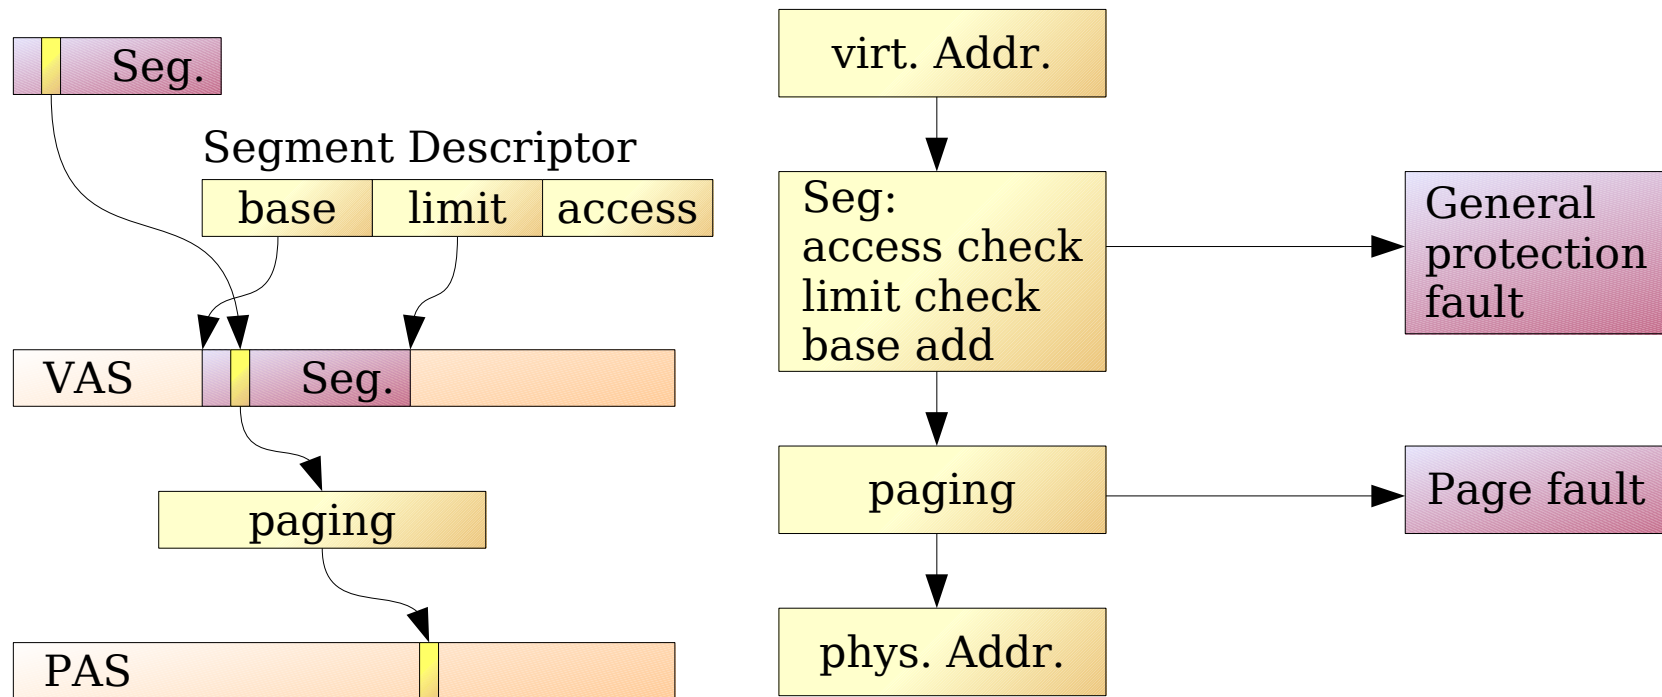 Seg.
Segment Descriptor
base
limit
access
VAS
Seg.
paging
PAS
virt. Addr.
Seg:
access check
limit check
base add
General
protection
fault
paging
Page fault
phys. Addr.